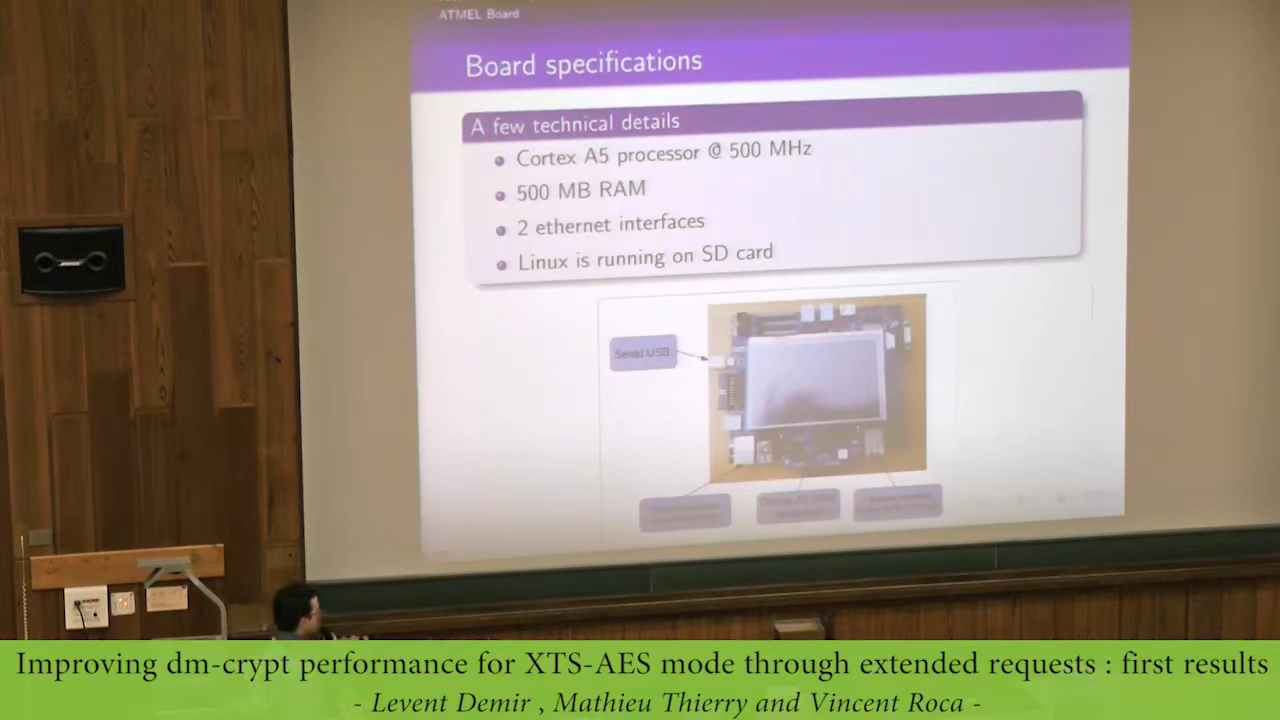 ATMEL Board
Board specifications
A few technical details
Cortex A5 processor @ 500 MHz
500 MB RAM
2 ethernet interfaces
Linux is running on SD card
Serial USB
Improving dm-crypt performance for XTS-AES mode through extended requests : first results
- Levent Demir , Mathieu Thierry and Vincent Roca -